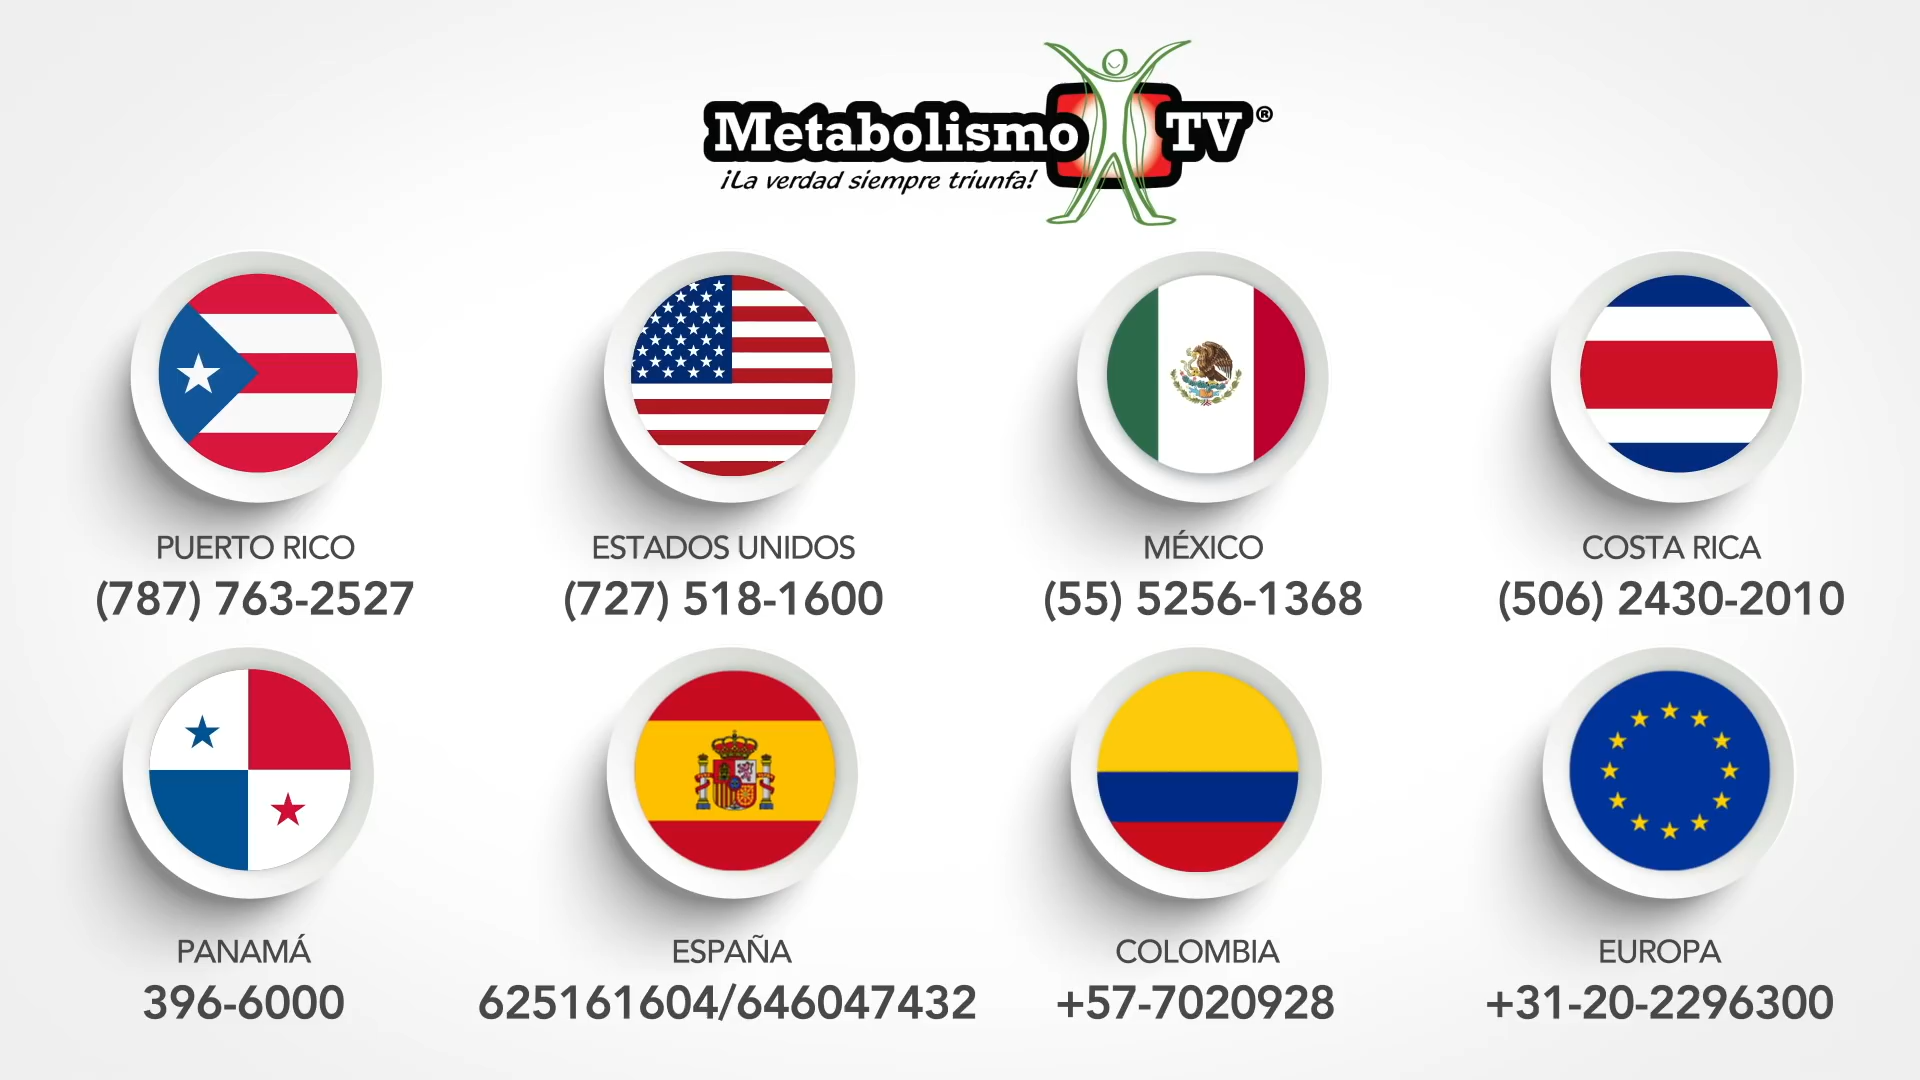 Metabolismo TV®
¡La verdad siempre triunfa!
PUERTO RICO
(787) 763-2527
ESTADOS UNIDOS
(727) 518-1600
MÉXICO
(55) 5256-1368
COSTA RICA
(506) 2430-2010
PANAMÁ
396-6000
ESPAÑA
625161604/646047432
COLOMBIA
+57-7020928
EUROPA
+31-20-2296300